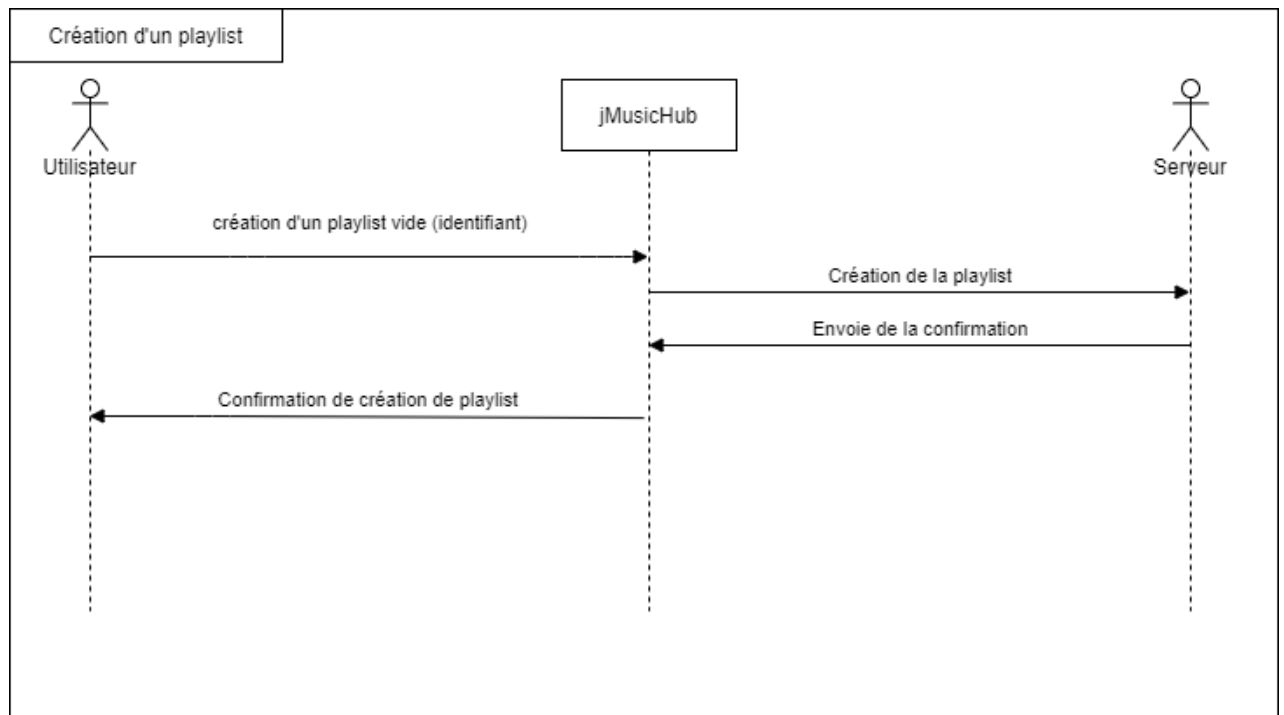 Création d'un playlist
jMusicHub
Utilisateur
Serveur
création d'un playlist vide (identifiant)
Création de la playlist
Envoie de la confirmation
Confirmation de création de playlist